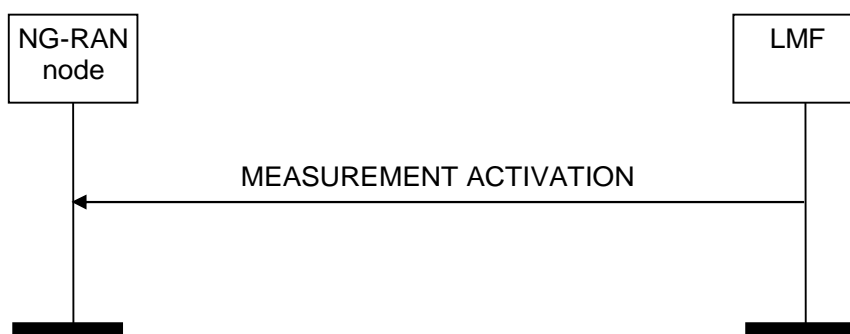 NG-RAN
node
LMF
MEASUREMENT ACTIVATION